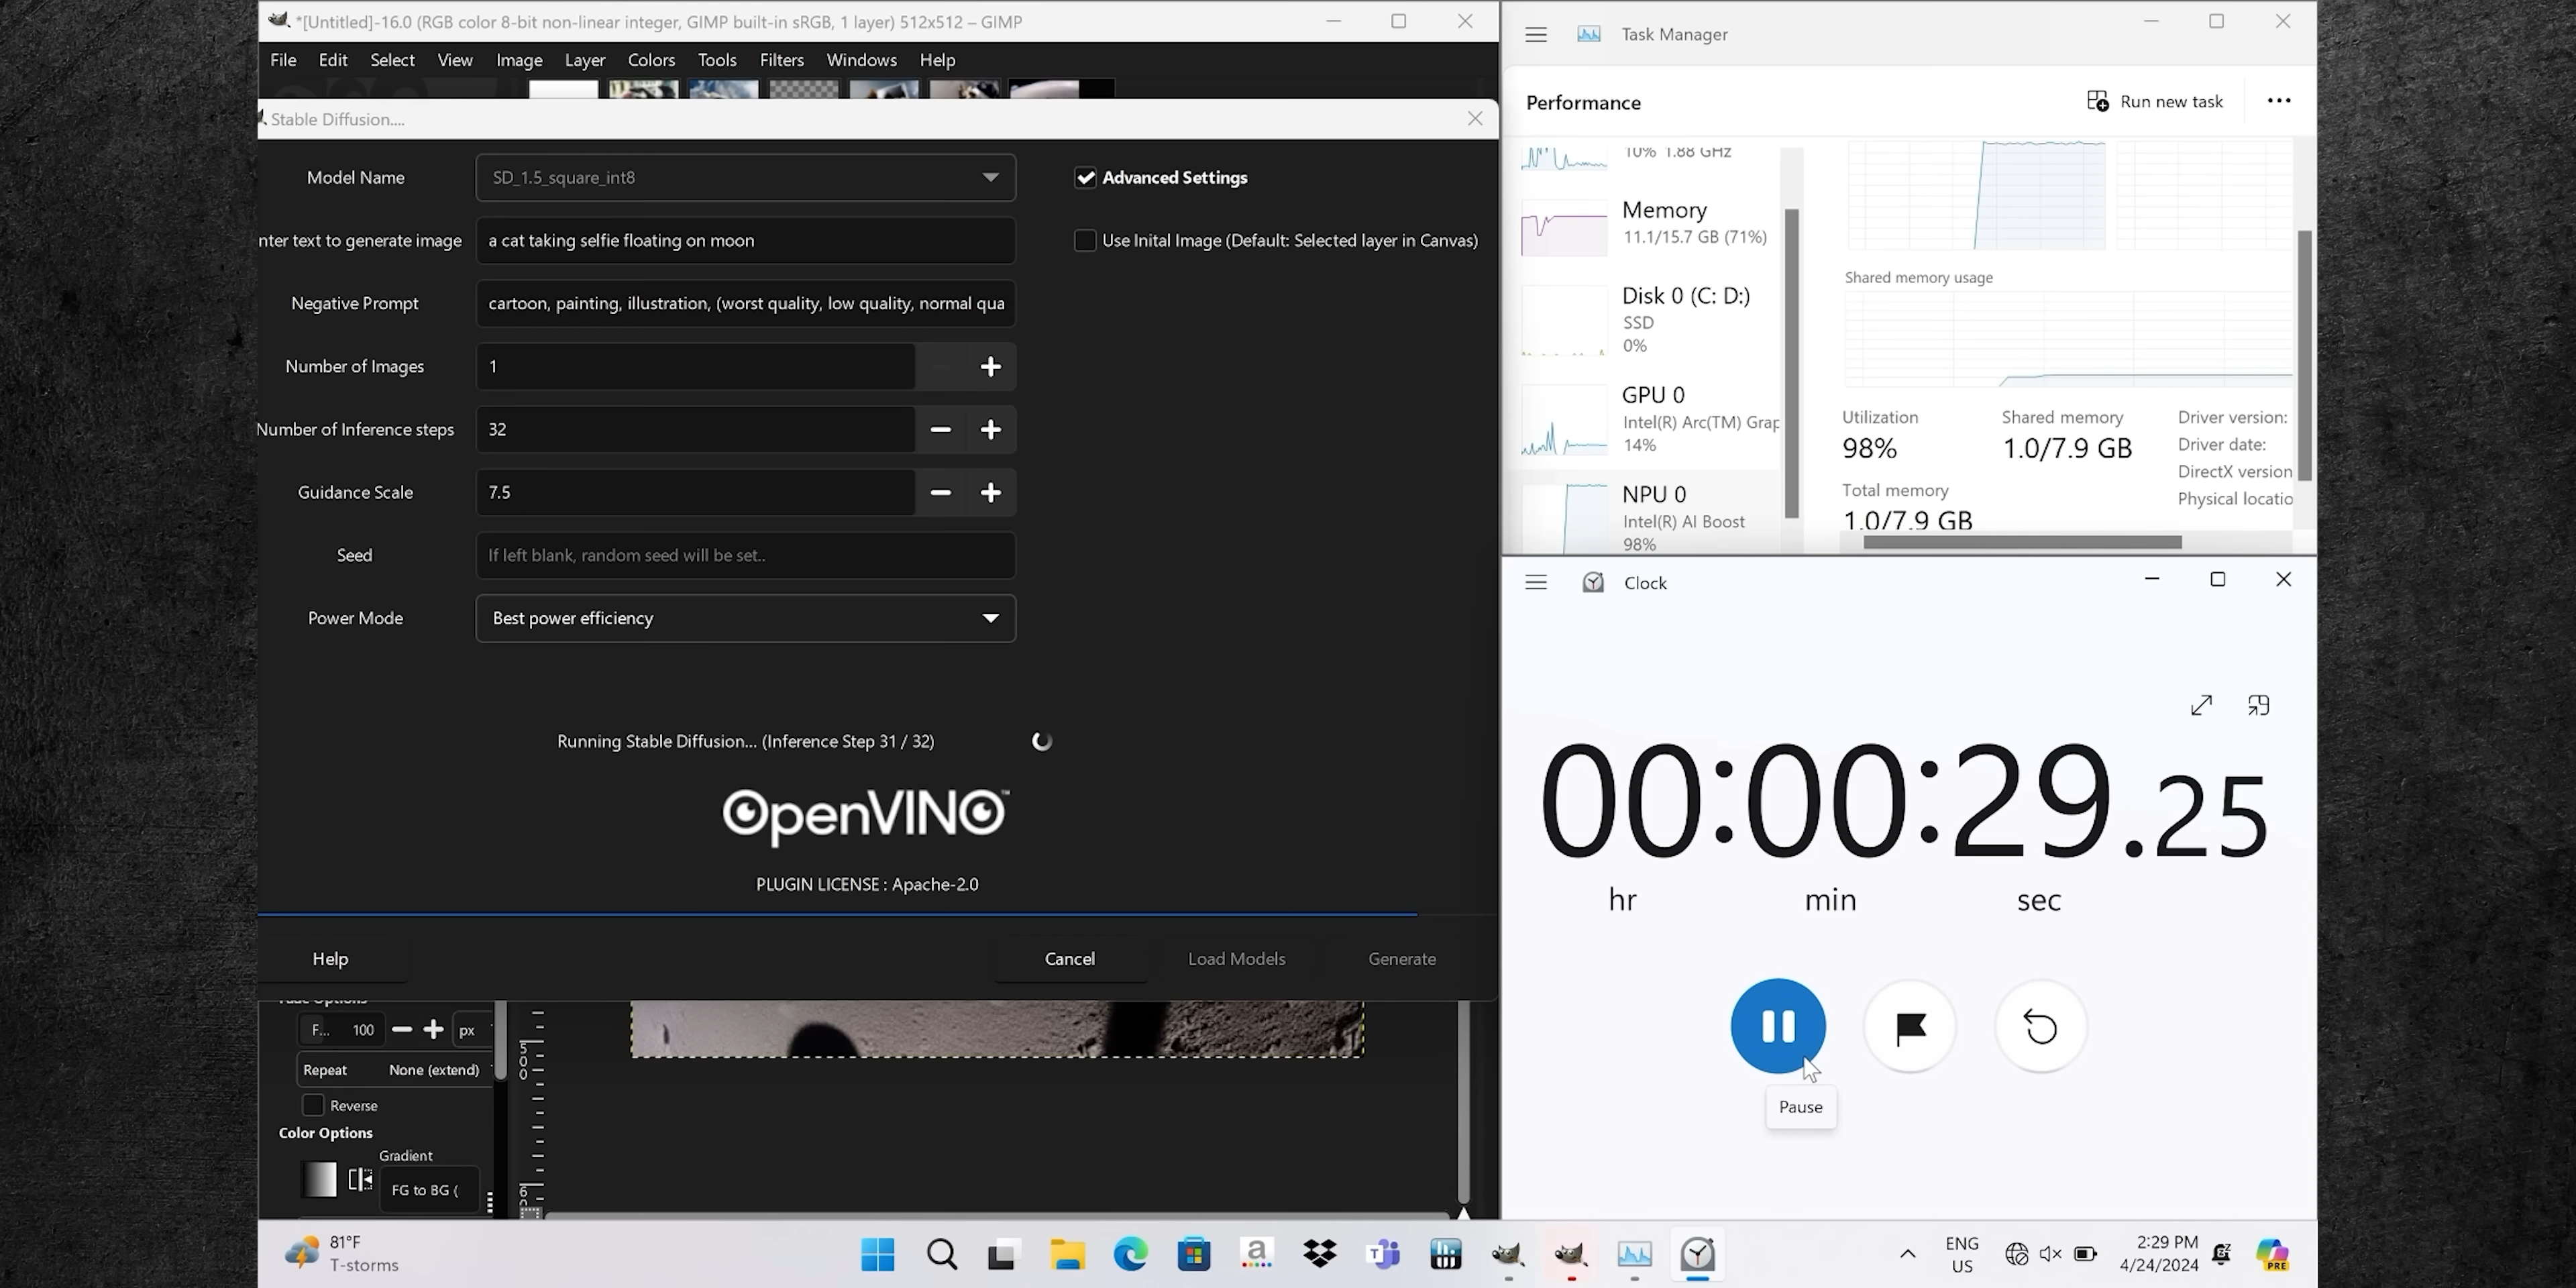 *[Untitled]-16.0 (RGB color 8-bit non-linear integer, GIMP built-in sRGB, 1 layer) 512x512 – GIMP
File Edit Select View Image Layer Colors Tools Filters Windows Help
Stable Diffusion....
Model Name SD_1.5_square_int8
Advanced Settings
nter text to generate image a cat taking selfie floating on moon
Use Inital Image (Default: Selected layer in Canvas)
Negative Prompt cartoon, painting, illustration, (worst quality, low quality, normal qua
Number of Images 1
Number of Inference steps 32
Guidance Scale 7.5
Seed If left blank, random seed will be set..
Power Mode Best power efficiency
Running Stable Diffusion... (Inference Step 31 / 32)
OpenVINO™
PLUGIN LICENSE : Apache-2.0
Help Cancel Load Models Generate
F... 100 px
Repeat None (extend)
Reverse
Color Options
Gradient
FG to BG (
500
Task Manager
Performance Run new task
10% 1.88 GHz
Memory
11.1/15.7 GB (71%)
Disk 0 (C: D:)
SSD
0%
GPU 0
Intel(R) Arc(TM) Grap
14%
NPU 0
Intel(R) AI Boost
98%
Shared memory usage
Utilization
98%
Shared memory
1.0/7.9 GB
Total memory
1.0/7.9 GB
Driver version:
Driver date:
DirectX version
Physical locatio
Clock
00:00:29.25
hr min sec
Pause
81°F
T-storms
a
T
ENG
US
2:29 PM
4/24/2024
PRE